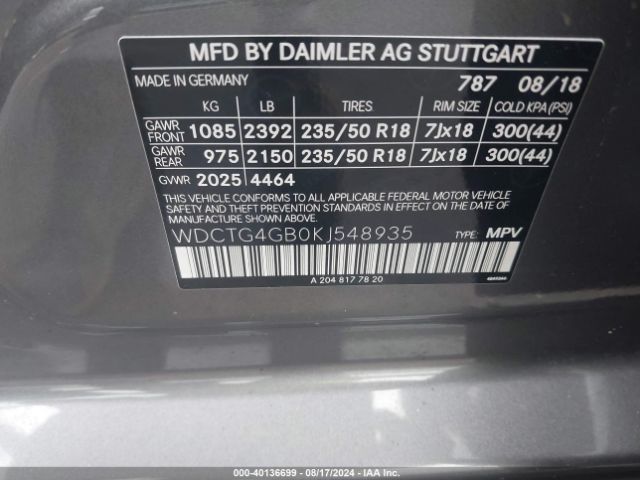 MFD BY DAIMLER AG STUTTGART
MADE IN GERMANY 787 08/18
KG LB TIRES RIM SIZE COLD KPA(PSI)
GAWR FRONT 1085 2392 235/50 R18 7Jx18 300(44)
GAWR REAR 975 2150 235/50 R18 7Jx18 300(44)
GVWR 2025 4464
THIS VEHICLE CONFORMS TO ALL APPLICABLE FEDERAL MOTOR VEHICLE
SAFETY AND THEFT PREVENTION STANDARDS IN EFFECT ON THE DATE OF
MANUFACTURE SHOWN ABOVE.
WDCTG4GB0KJ548935 TYPE: MPV
A 204 817 78 20
000-40136699 - 08/17/2024 - IAA Inc.